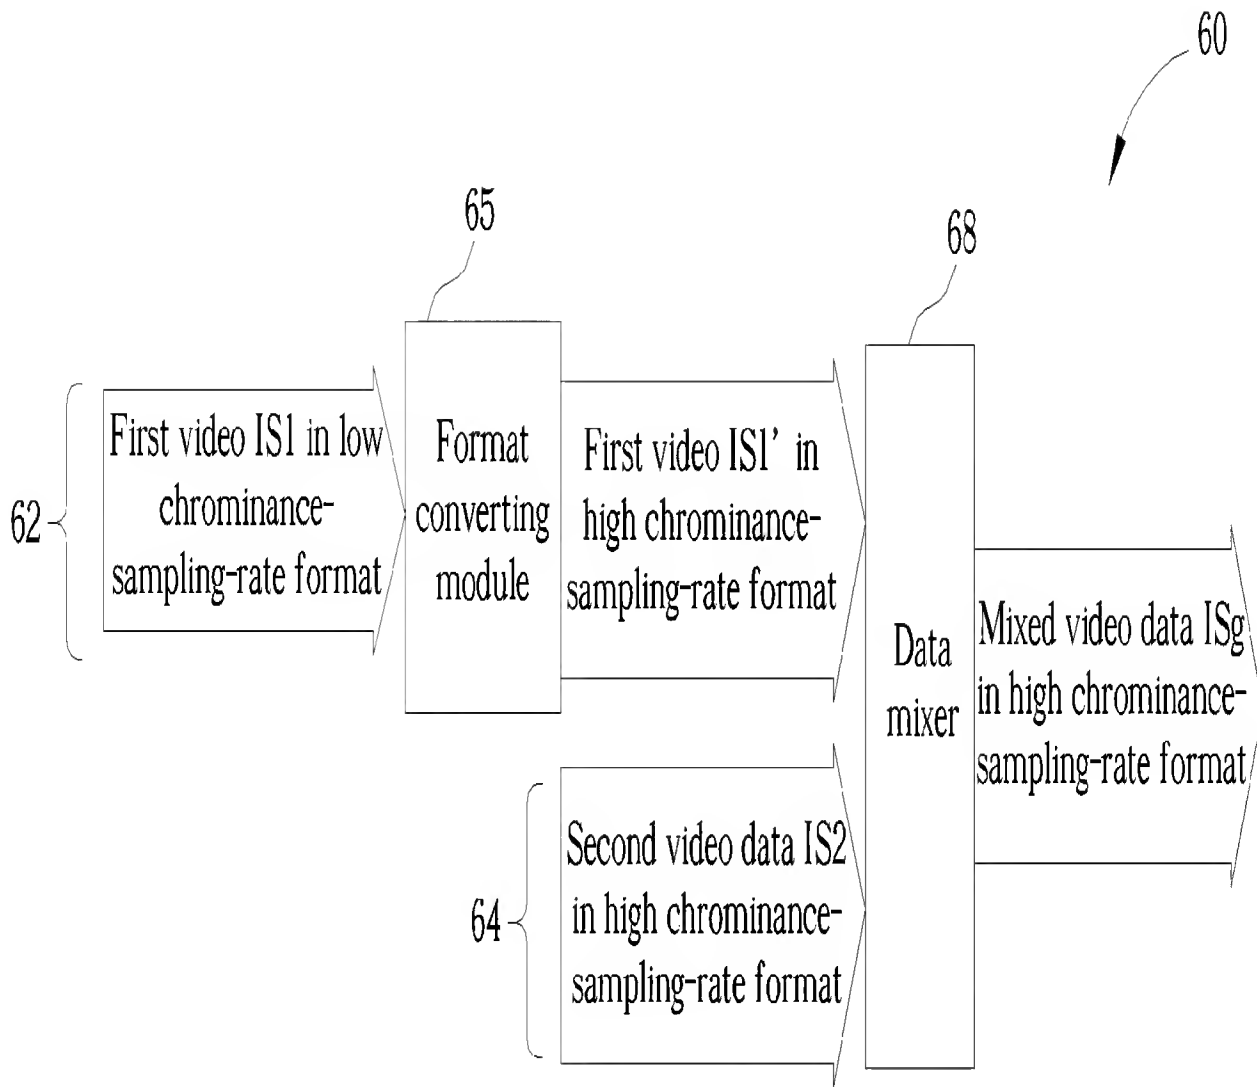 60
65
68
62
First video IS1 in low
chrominance-
sampling-rate format
Format
converting
module
First video IS1' in
high chrominance-
sampling-rate format
Data
mixer
Mixed video data ISg
in high chrominance-
sampling-rate format
64
Second video data IS2
in high chrominance-
sampling-rate format